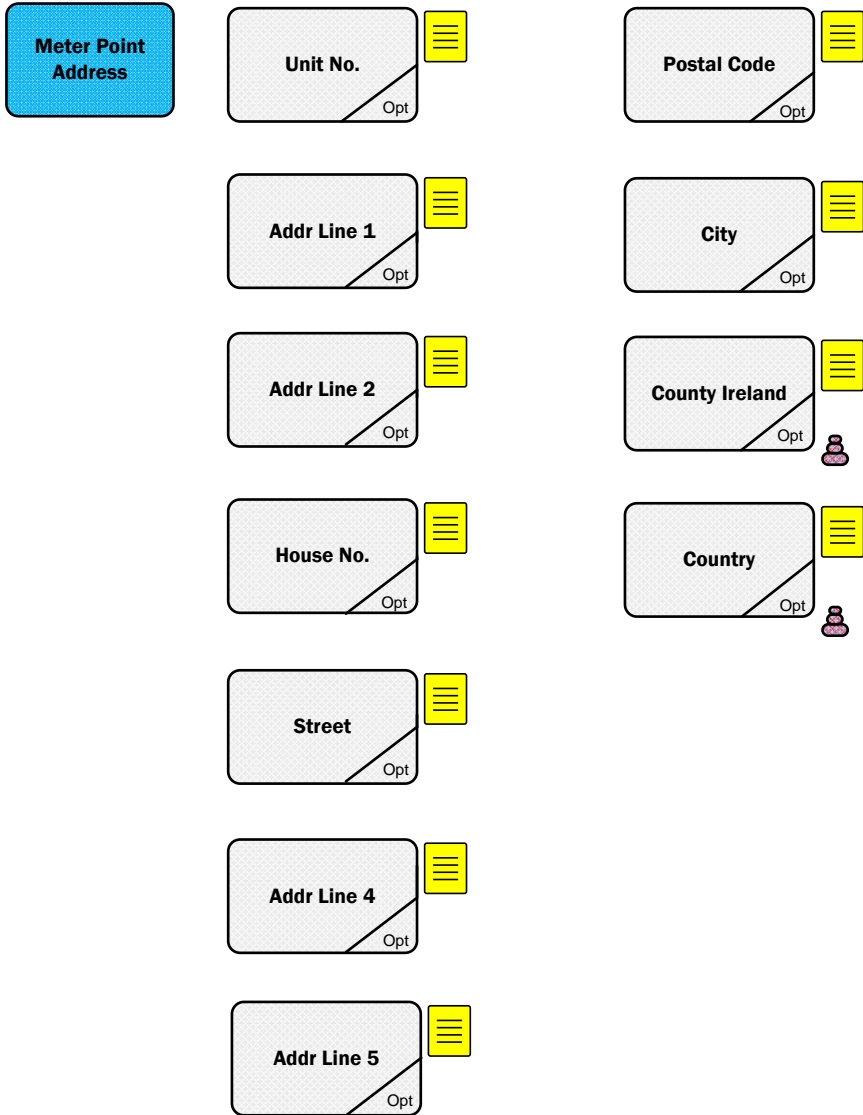 Meter Point
Address
Unit No.
Opt
Addr Line 1
Opt
Addr Line 2
Opt
House No.
Opt
Street
Opt
Addr Line 4
Opt
Addr Line 5
Opt
Postal Code
Opt
City
Opt
County Ireland
Opt
Country
Opt